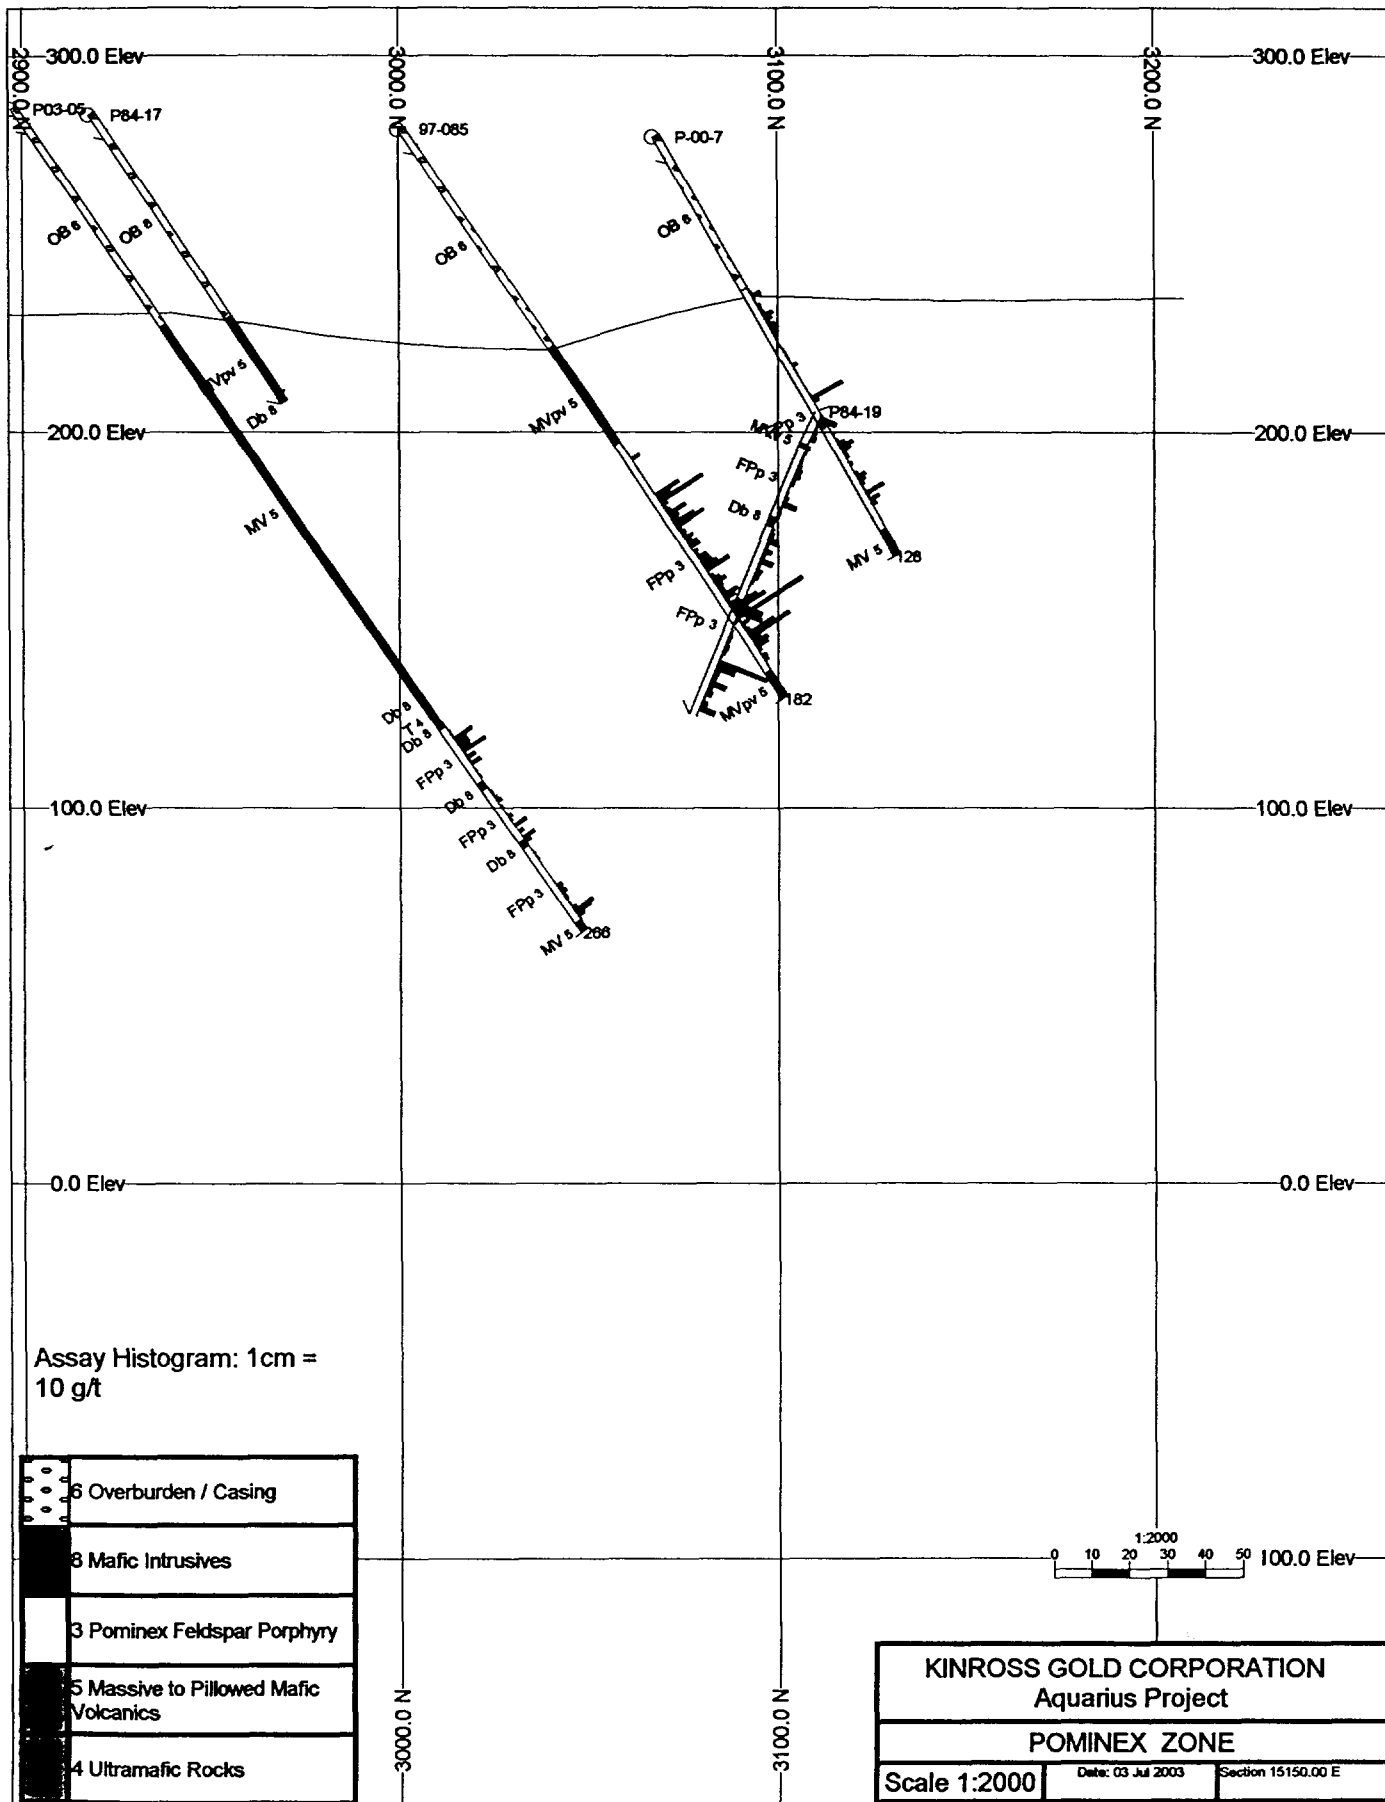 2900.0 N
3000.0 N
3100.0 N
3200.0 N
300.0 Elev
300.0 Elev
P03-05
P84-17
97-085
P-00-7
OB 6
OB 6
OB 6
OB 6
Vpv 5
Db 8
MVpv 5
P84-19
200.0 Elev
200.0 Elev
FPp 3
Db 8
MV 5
MV 5
128
FPp 3
FPp 3
MVpv 5
182
Db 8
T 4
Db 8
FPp 3
Db 8
FPp 3
Db 8
FPp 3
MV 5
266
100.0 Elev
100.0 Elev
0.0 Elev
0.0 Elev
Assay Histogram: 1cm =
10 g/t
6 Overburden / Casing
8 Mafic Intrusives
3 Pominex Feldspar Porphyry
5 Massive to Pillowed Mafic
Volcanics
4 Ultramafic Rocks
1:2000
0 10 20 30 40 50
100.0 Elev
3000.0 N
3100.0 N
KINROSS GOLD CORPORATION
Aquarius Project
POMINEX ZONE
Scale 1:2000
Date: 03 Jul 2003
Section 15150.00 E